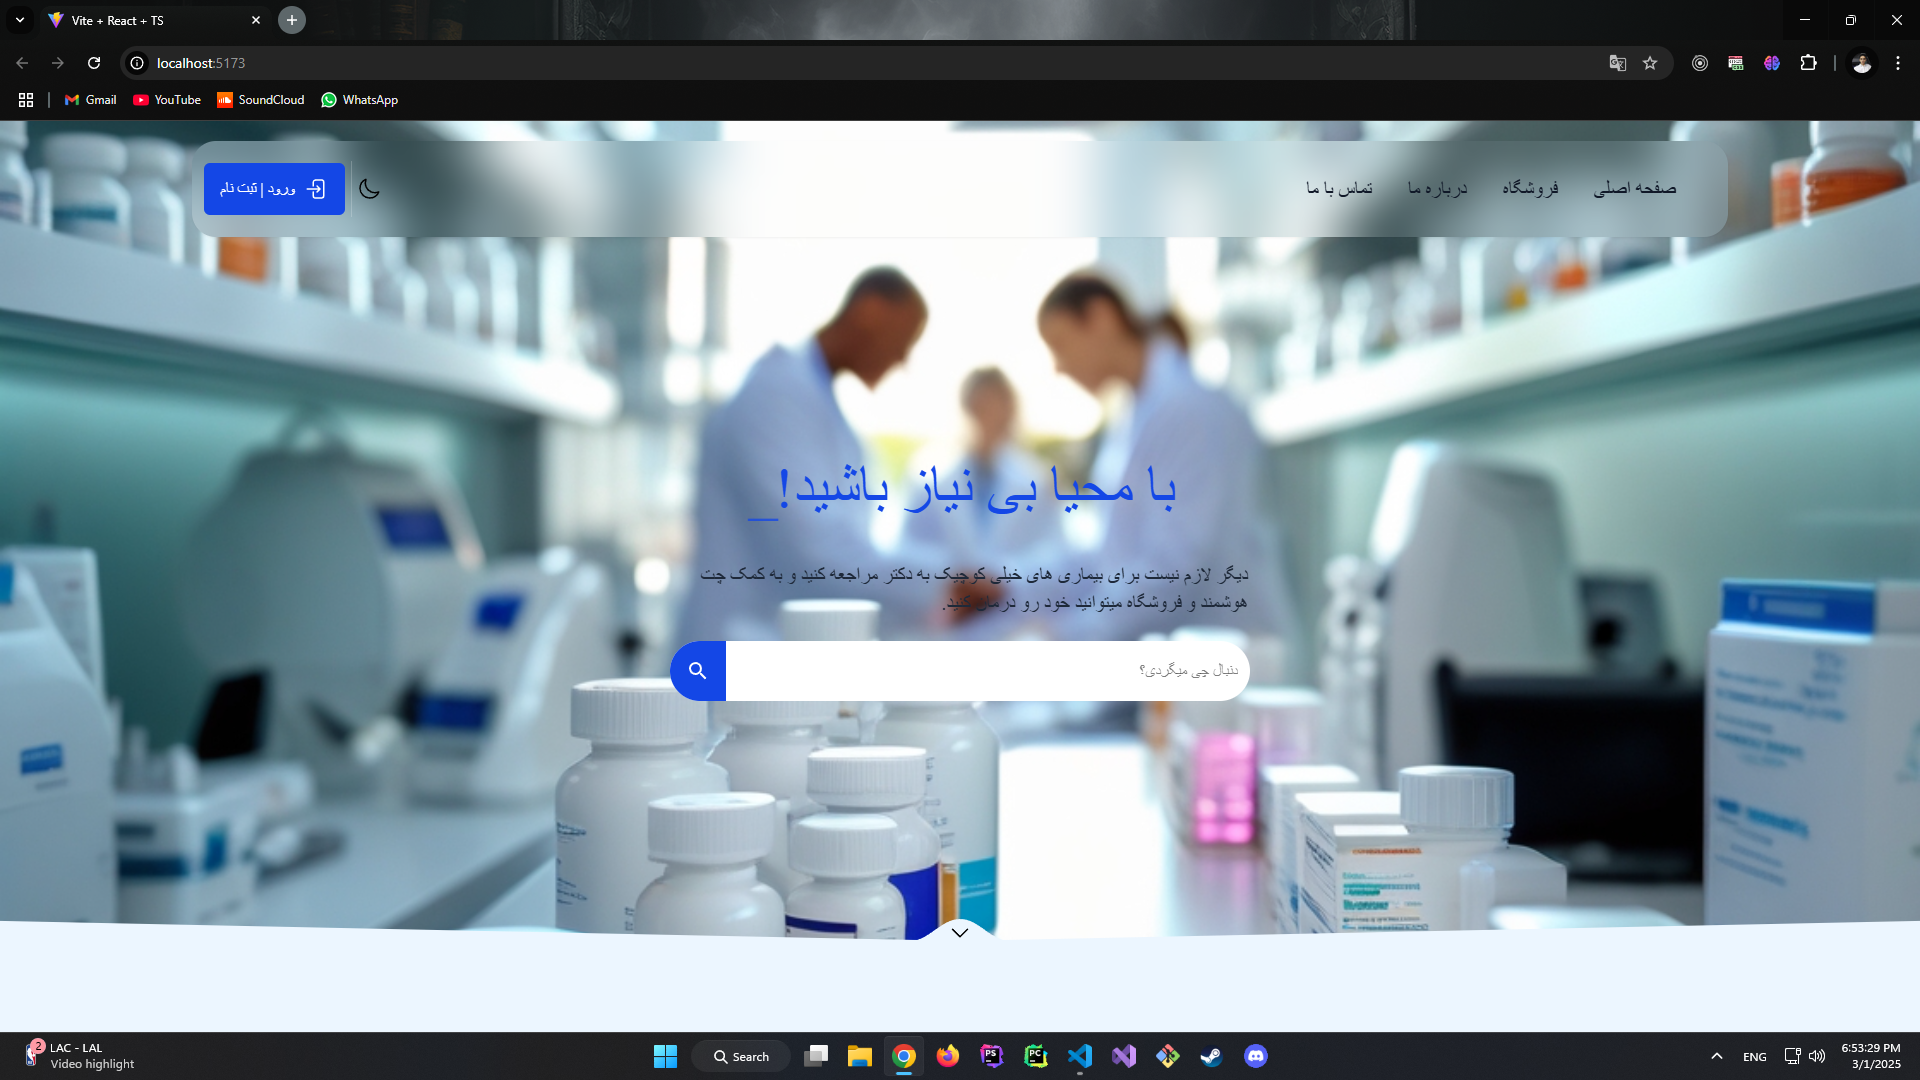 Vite + React + TS
localhost:5173
Gmail
YouTube
SoundCloud
WhatsApp
صفحه اصلی
فروشگاه
درباره ما
تماس با ما
ورود | ثبت نام
با محیا بی نیاز باشید!_
دیگر لازم نیست برای بیماری های خیلی کوچیک به دکتر مراجعه کنید و به کمک چت
هوشمند و فروشگاه میتوانید خود رو درمان کنید.
دنبال چی میگردی؟
2
LAC - LAL
Video highlight
Search
PS
PC
ENG
6:53:29 PM
3/1/2025